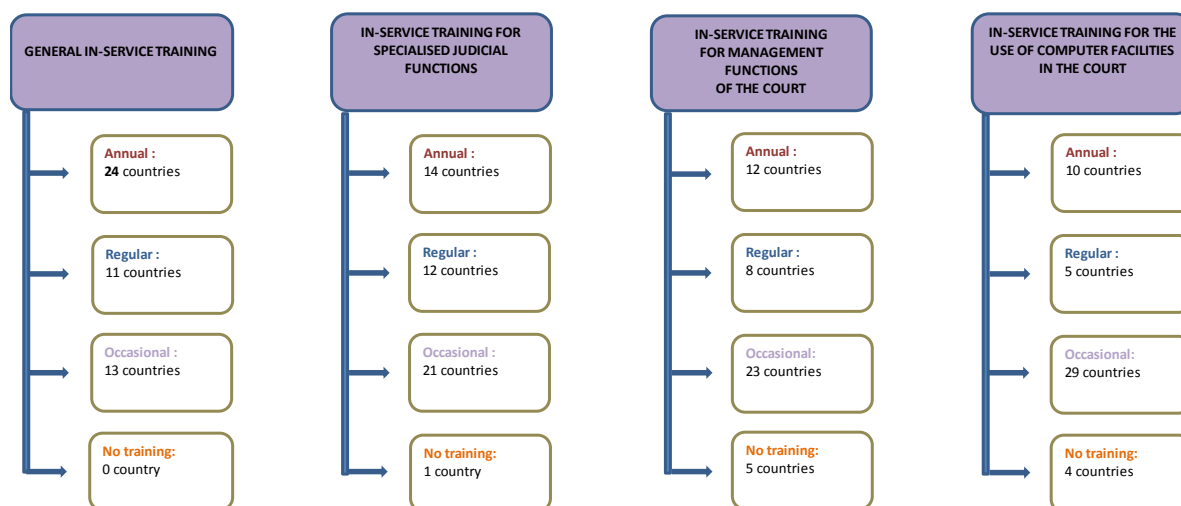 GENERAL IN-SERVICE TRAINING
Annual :
24 countries
Regular :
11 countries
Occasional :
13 countries
No training:
0 country
IN-SERVICE TRAINING FOR
SPECIALISED JUDICIAL
FUNCTIONS
Annual :
14 countries
Regular :
12 countries
Occasional :
21 countries
No training:
1 country
IN-SERVICE TRAINING
FOR MANAGEMENT
FUNCTIONS
OF THE COURT
Annual :
12 countries
Regular :
8 countries
Occasional:
23 countries
No training:
5 countries
IN-SERVICE TRAINING FOR THE
USE OF COMPUTER FACILITIES
IN THE COURT
Annual :
10 countries
Regular :
5 countries
Occasional:
29 countries
No training:
4 countries